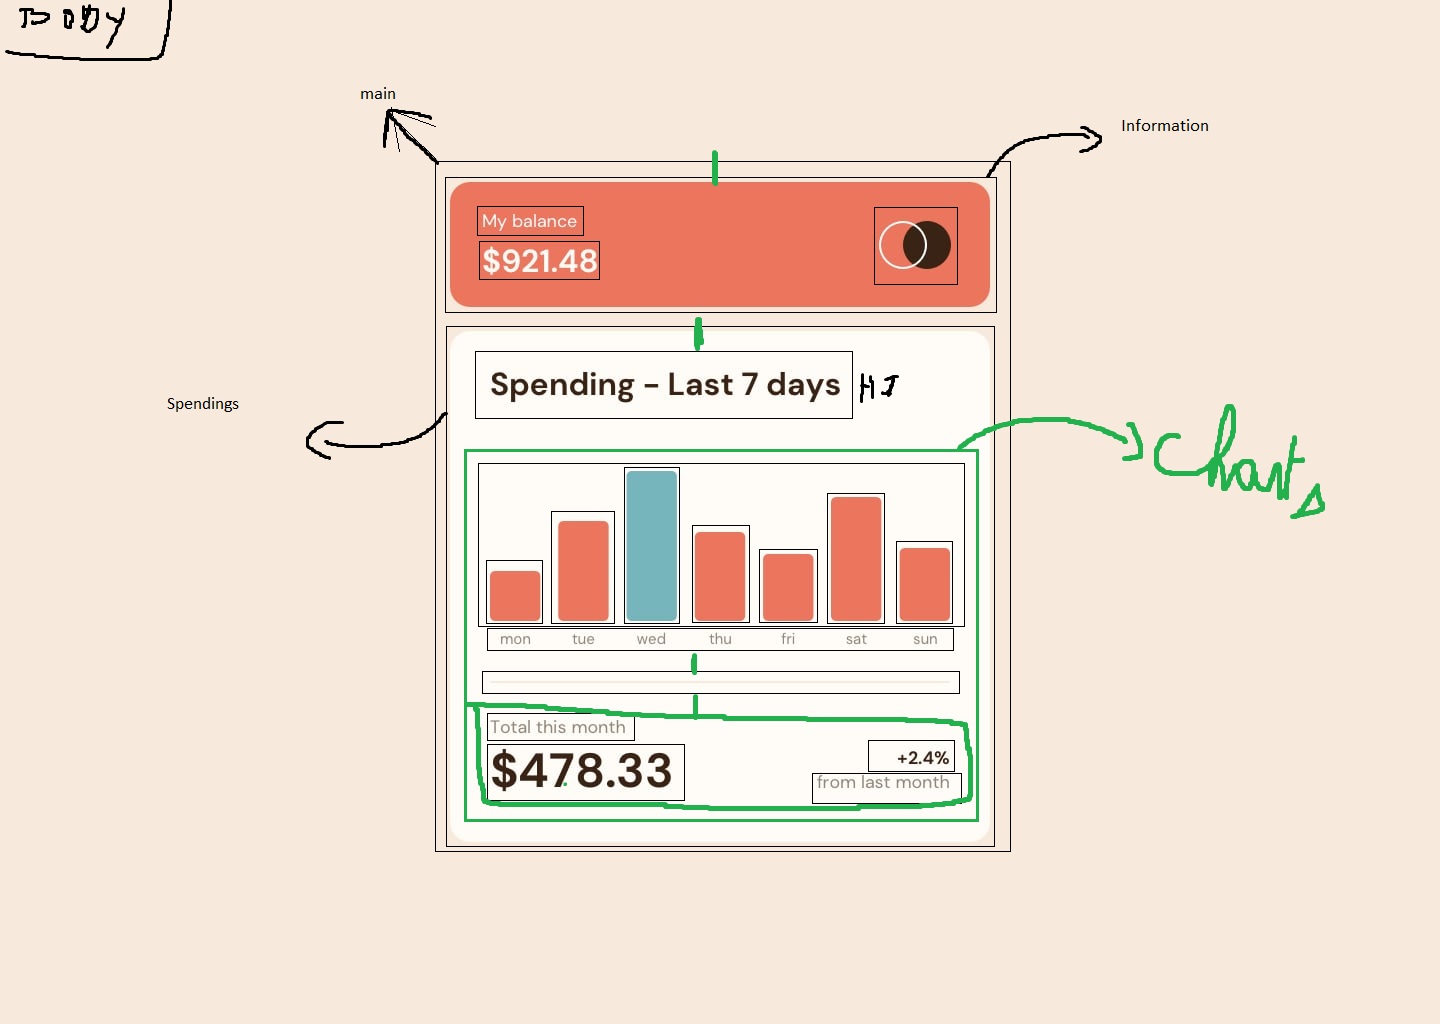 BODY
main
Information
My balance
$921.48
Spending - Last 7 days
H1
Spendings
Charts
mon tue wed thu fri sat sun
Total this month
$478.33
+2.4%
from last month